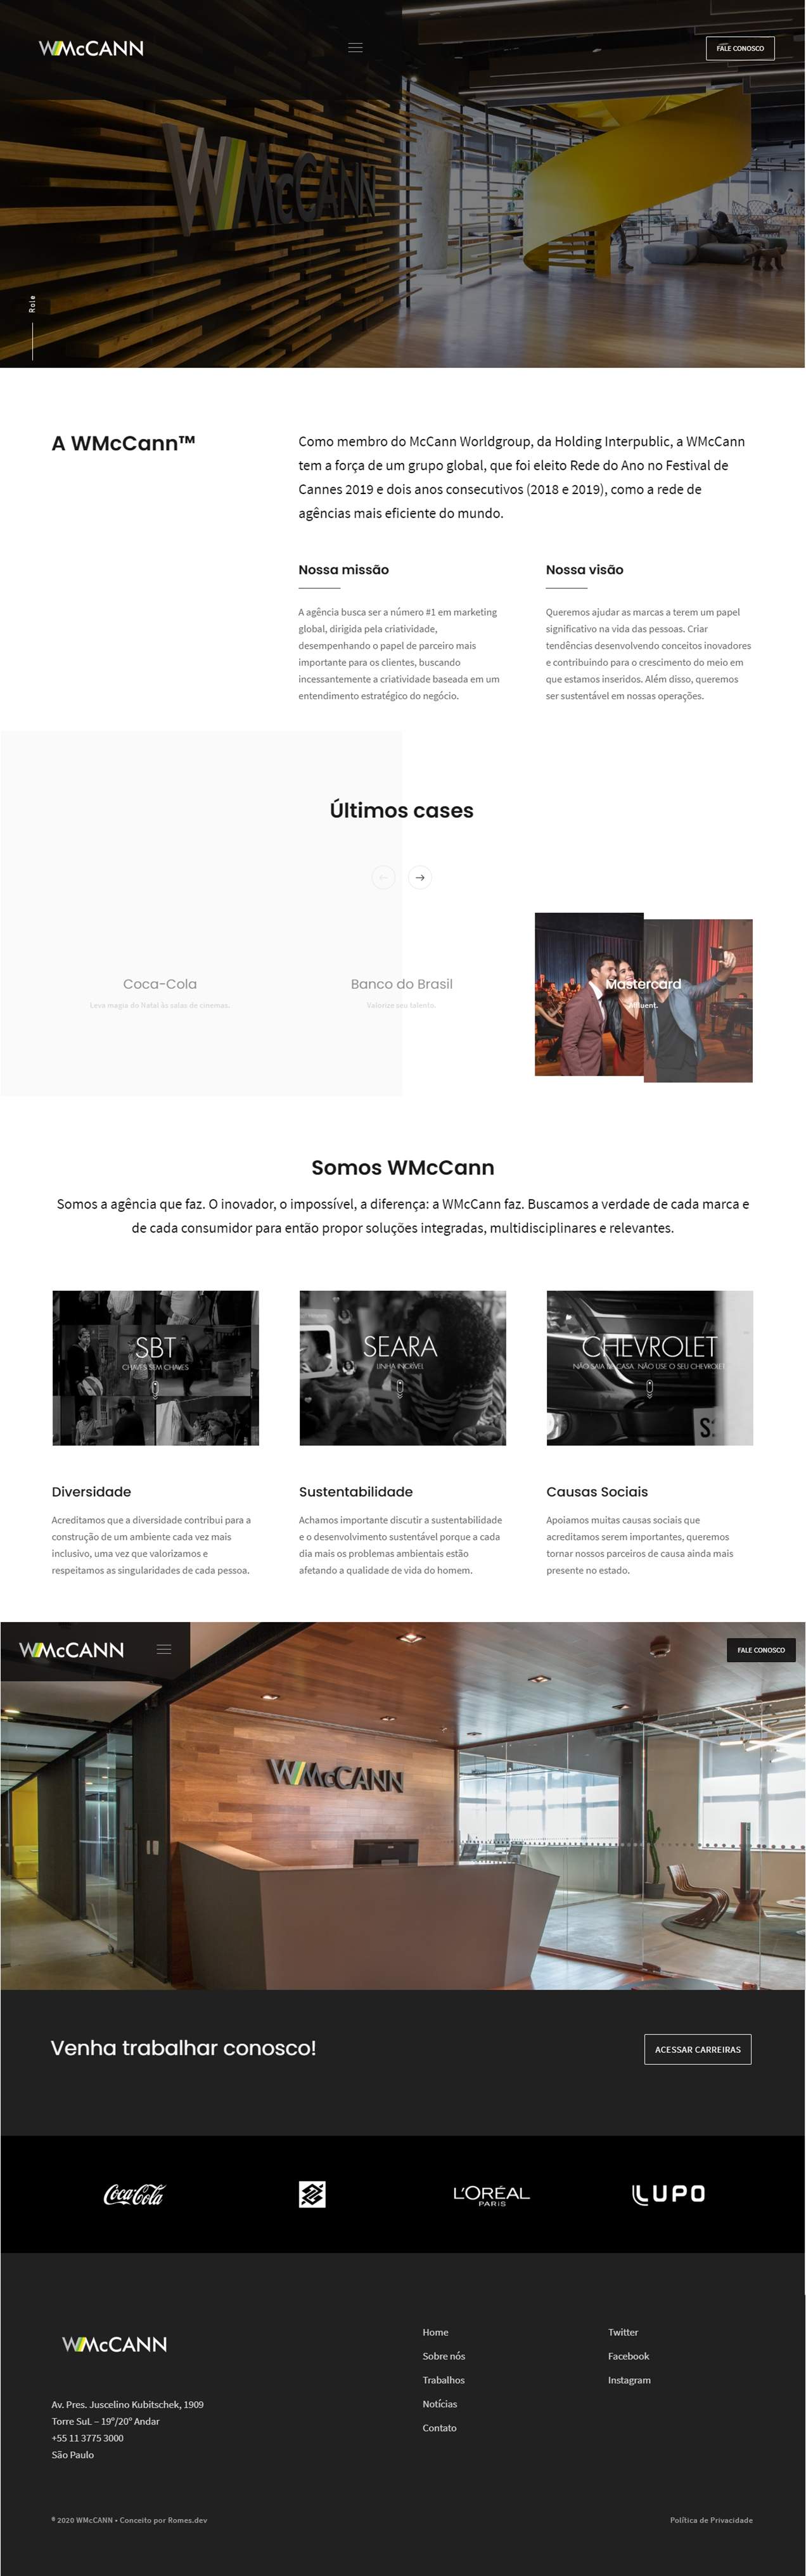 WMcCANN
FALE CONOSCO
WMcCANN
Role
A WMcCann™
Como membro do McCann Worldgroup, da Holding Interpublic, a WMcCann
tem a força de um grupo global, que foi eleito Rede do Ano no Festival de
Cannes 2019 e dois anos consecutivos (2018 e 2019), como a rede de
agências mais eficiente do mundo.
Nossa missão
A agência busca ser a número #1 em marketing
global, dirigida pela criatividade,
desempenhando o papel de parceiro mais
importante para os clientes, buscando
incessantemente a criatividade baseada em um
entendimento estratégico do negócio.
Nossa visão
Queremos ajudar as marcas a terem um papel
significativo na vida das pessoas. Criar
tendências desenvolvendo conceitos inovadores
e contribuindo para o crescimento do meio em
que estamos inseridos. Além disso, queremos
ser sustentável em nossas operações.
Últimos cases
Coca-Cola
Leva magia do Natal às salas de cinemas.
Banco do Brasil
Valorize seu talento.
Mastercard
Affluent.
Somos WMcCann
Somos a agência que faz. O inovador, o impossível, a diferença: a WMcCann faz. Buscamos a verdade de cada marca e
de cada consumidor para então propor soluções integradas, multidisciplinares e relevantes.
SBT
CHAVES SEM CHAVES
SEARA
LINHA INCRÍVEL
CHEVROLET
NÃO SAIA DE CASA. NÃO USE O SEU CHEVROLET
Diversidade
Acreditamos que a diversidade contribui para a
construção de um ambiente cada vez mais
inclusivo, uma vez que valorizamos e
respeitamos as singularidades de cada pessoa.
Sustentabilidade
Achamos importante discutir a sustentabilidade
e o desenvolvimento sustentável porque a cada
dia mais os problemas ambientais estão
afetando a qualidade de vida do homem.
Causas Sociais
Apoiamos muitas causas sociais que
acreditamos serem importantes, queremos
tornar nossos parceiros de causa ainda mais
presente no estado.
WMcCANN
FALE CONOSCO
WMcCANN
Venha trabalhar conosco!
ACESSAR CARREIRAS
Coca-Cola
L'ORÉAL
PARIS
LUPO
WMcCANN
Av. Pres. Juscelino Kubitschek, 1909
Torre SuL – 19º/20º Andar
+55 11 3775 3000
São Paulo
Home
Sobre nós
Trabalhos
Notícias
Contato
Twitter
Facebook
Instagram
© 2020 WMcCANN • Conceito por Romes.dev
Política de Privacidade